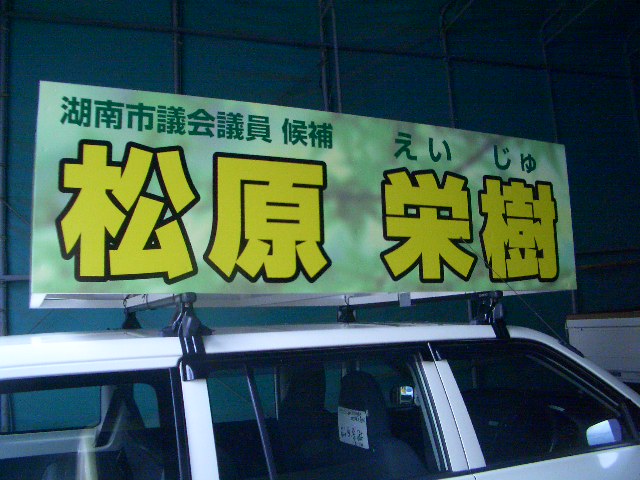 湖南市議会議員 候補
えい じゅ
松原 栄樹